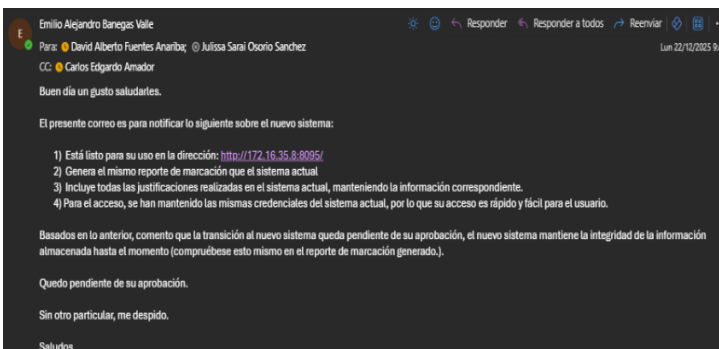 Emilio Alejandro Banegas Valle
Responder
Responder a todos
Reenviar
E
Para: David Alberto Fuentes Anariba; Julissa Sarai Osorio Sanchez
Lun 22/12/2025 9:
CC: Carlos Edgardo Amador
Buen día un gusto saludarles.
El presente correo es para notificar lo siguiente sobre el nuevo sistema:
1) Está listo para su uso en la dirección: http://172.16.35.8:8095/
2) Genera el mismo reporte de marcación que el sistema actual
3) Incluye todas las justificaciones realizadas en el sistema actual, manteniendo la información correspondiente.
4) Para el acceso, se han mantenido las mismas credenciales del sistema actual, por lo que su acceso es rápido y fácil para el usuario.
Basados en lo anterior, comento que la transición al nuevo sistema queda pendiente de su aprobación, el nuevo sistema mantiene la integridad de la información
almacenada hasta el momento (compruébese esto mismo en el reporte de marcación generado.).
Quedo pendiente de su aprobación.
Sin otro particular, me despido.
Saludos